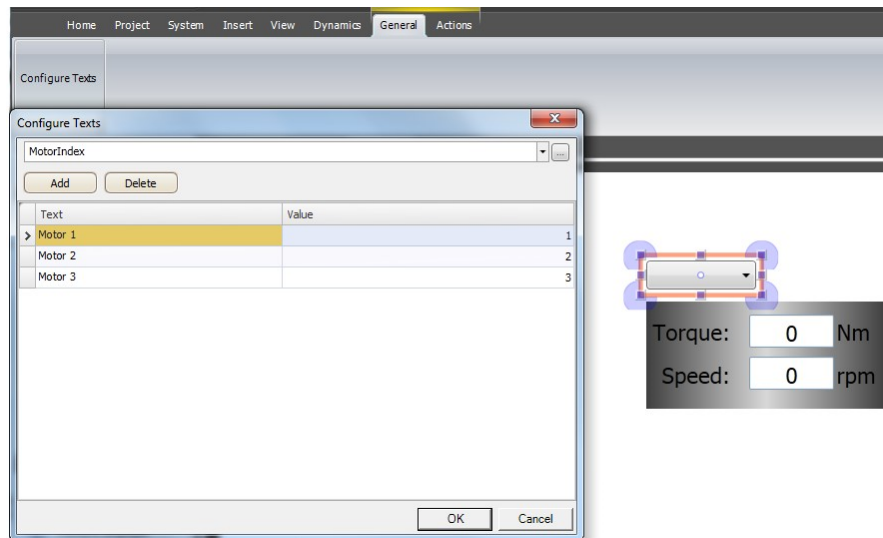 Home Project System Insert View Dynamics General Actions
Configure Texts
Configure Texts
MotorIndex
...
Add Delete
Text Value
Motor 1 1
Motor 2 2
Motor 3 3
OK Cancel
Torque: 0 Nm
Speed: 0 rpm